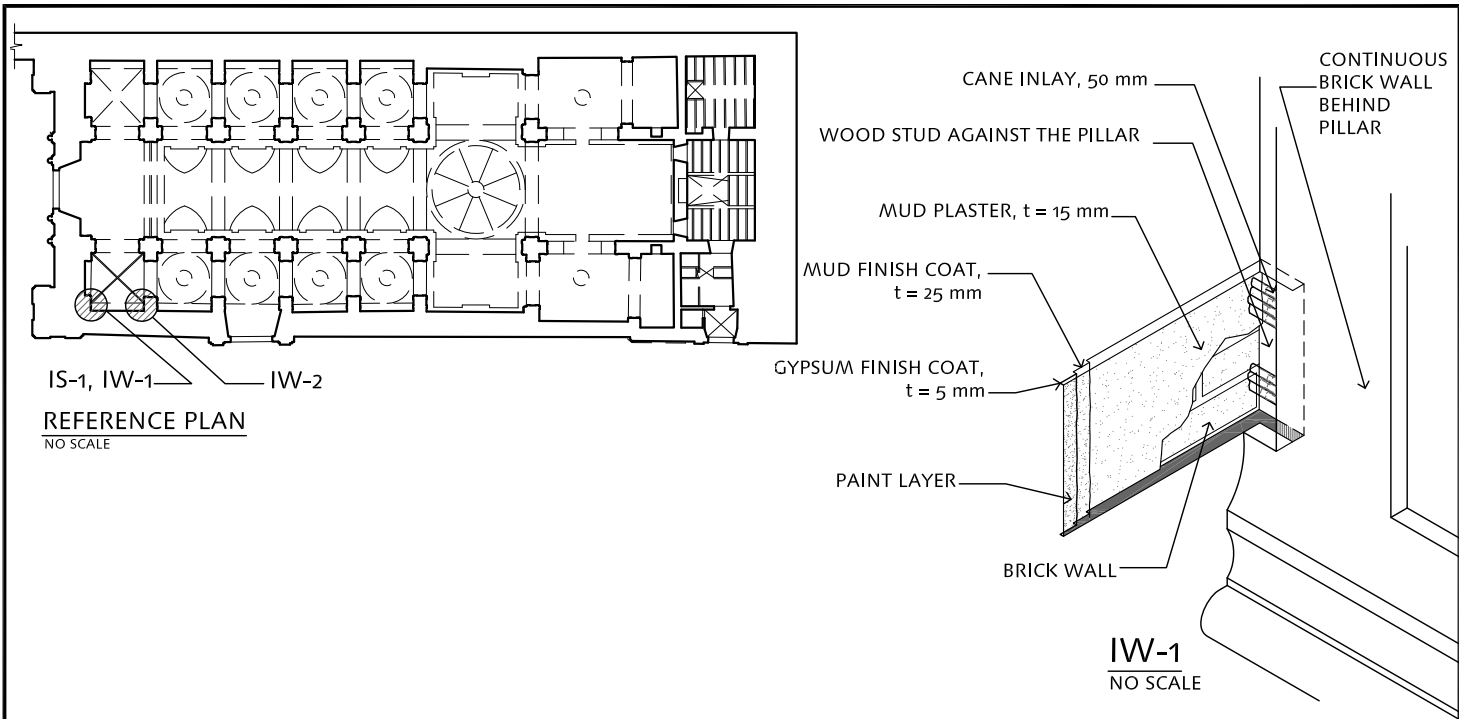 CANE INLAY, 50 mm
WOOD STUD AGAINST THE PILLAR
MUD PLASTER, t = 15 mm
MUD FINISH COAT,
t = 25 mm
GYPSUM FINISH COAT,
t = 5 mm
PAINT LAYER
BRICK WALL
CONTINUOUS
BRICK WALL
BEHIND
PILLAR
IS-1, IW-1
IW-2
REFERENCE PLAN
NO SCALE
IW-1
NO SCALE